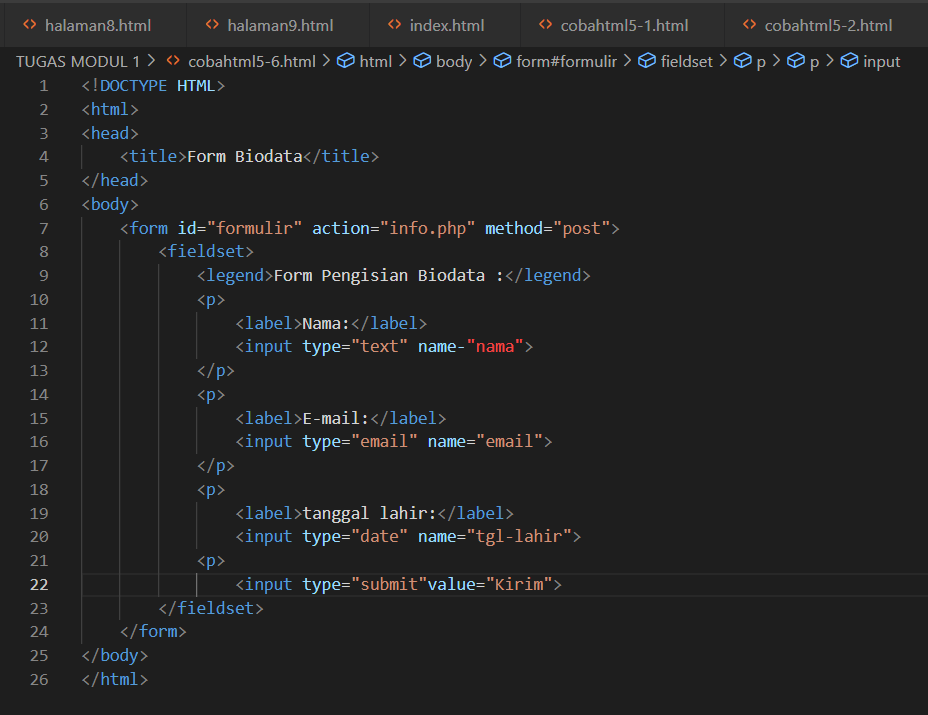 halaman8.html halaman9.html index.html cobahtml5-1.html cobahtml5-2.html
TUGAS MODUL 1 > cobahtml5-6.html > html > body > form#formulir > fieldset > p > p > input
1 <!DOCTYPE HTML>
2 <html>
3 <head>
4     <title>Form Biodata</title>
5 </head>
6 <body>
7     <form id="formulir" action="info.php" method="post">
8         <fieldset>
9             <legend>Form Pengisian Biodata :</legend>
10             <p>
11                 <label>Nama:</label>
12                 <input type="text" name-"nama">
13             </p>
14             <p>
15                 <label>E-mail:</label>
16                 <input type="email" name="email">
17             </p>
18             <p>
19                 <label>tanggal lahir:</label>
20                 <input type="date" name="tgl-lahir">
21             <p>
22                 <input type="submit"value="Kirim">
23         </fieldset>
24     </form>
25 </body>
26 </html>